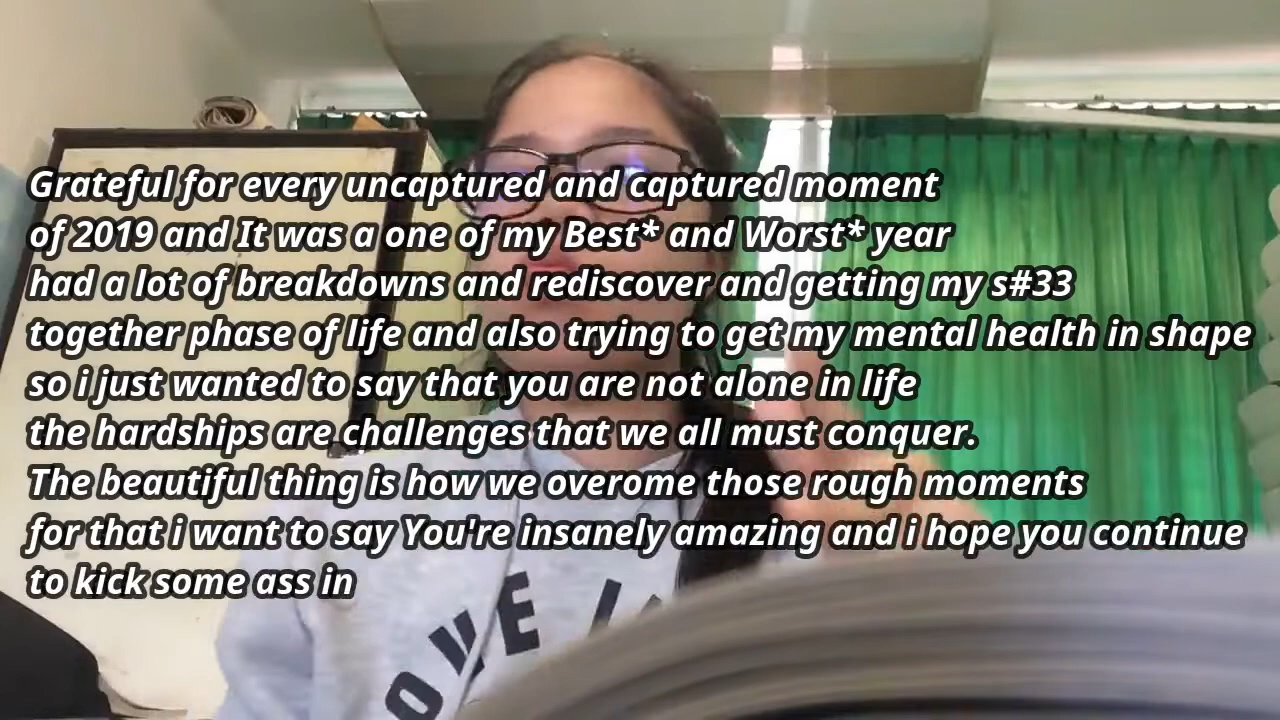 Grateful for every uncaptured and captured moment
of 2019 and It was a one of my Best* and Worst* year
had a lot of breakdowns and rediscover and getting my s#33
together phase of life and also trying to get my mental health in shape
so i just wanted to say that you are not alone in life
the hardships are challenges that we all must conquer.
The beautiful thing is how we overome those rough moments
for that i want to say You're insanely amazing and i hope you continue
to kick some ass in
OVE